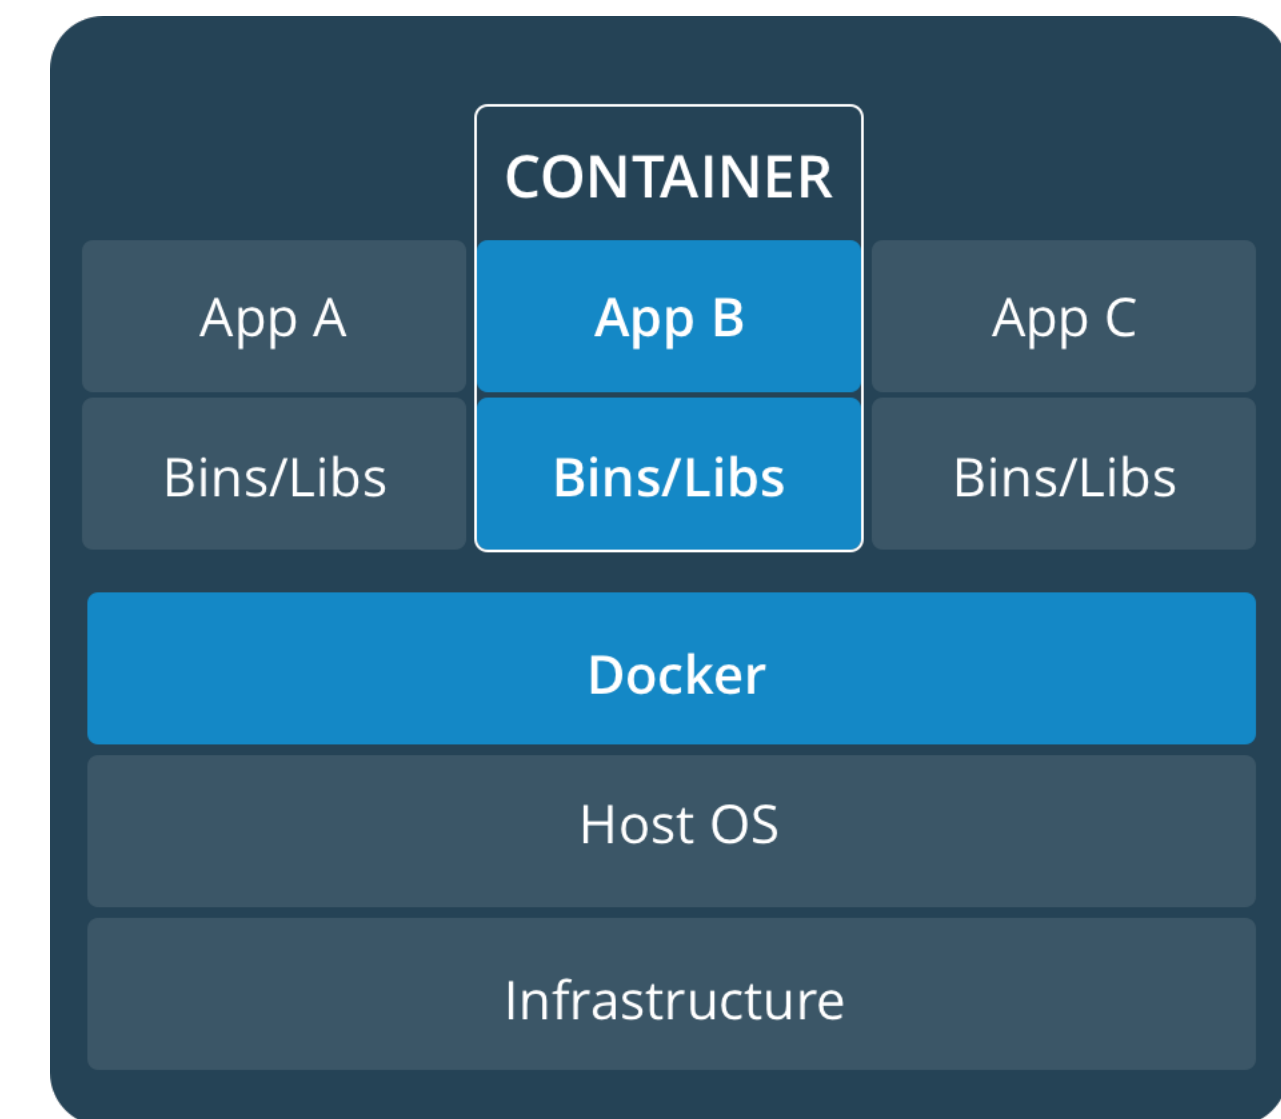 CONTAINER
App A
App B
App C
Bins/Libs
Bins/Libs
Bins/Libs
Docker
Host OS
Infrastructure